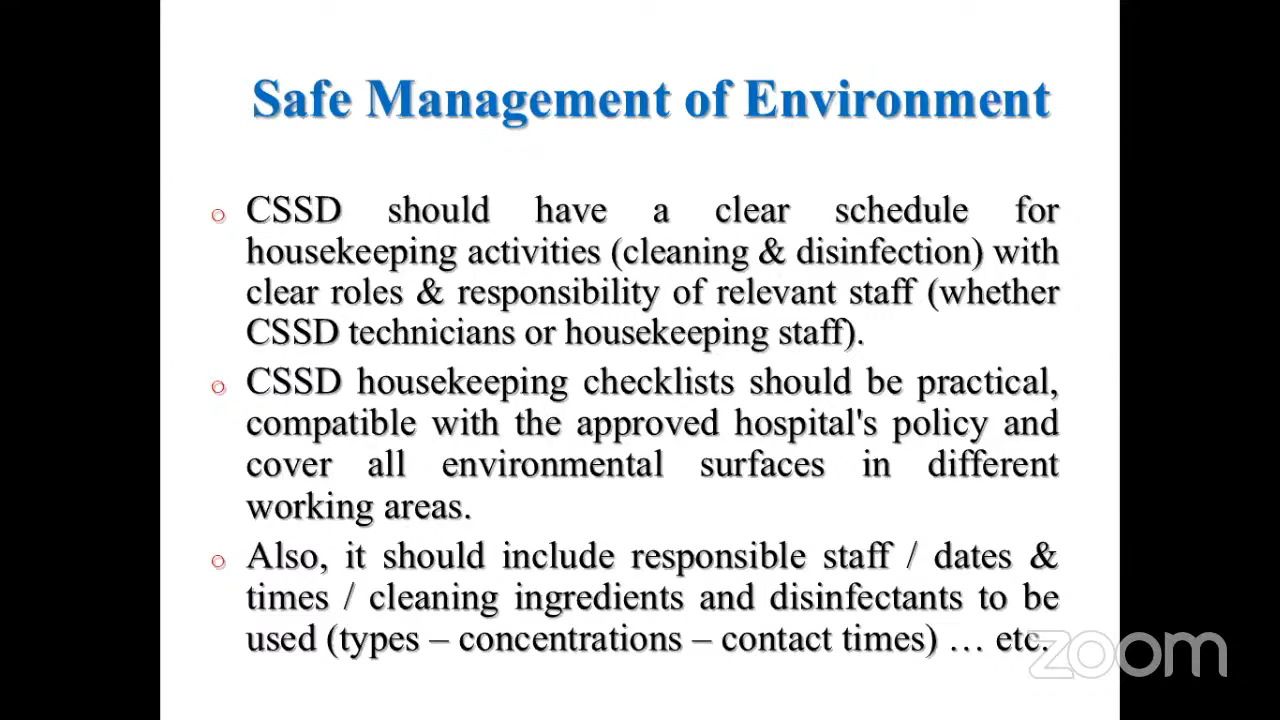 Safe Management of Environment
CSSD should have a clear schedule for
housekeeping activities (cleaning & disinfection) with
clear roles & responsibility of relevant staff (whether
CSSD technicians or housekeeping staff).
CSSD housekeeping checklists should be practical,
compatible with the approved hospital's policy and
cover all environmental surfaces in different
working areas.
Also, it should include responsible staff / dates &
times / cleaning ingredients and disinfectants to be
used (types – concentrations – contact times) … etc.
zoom